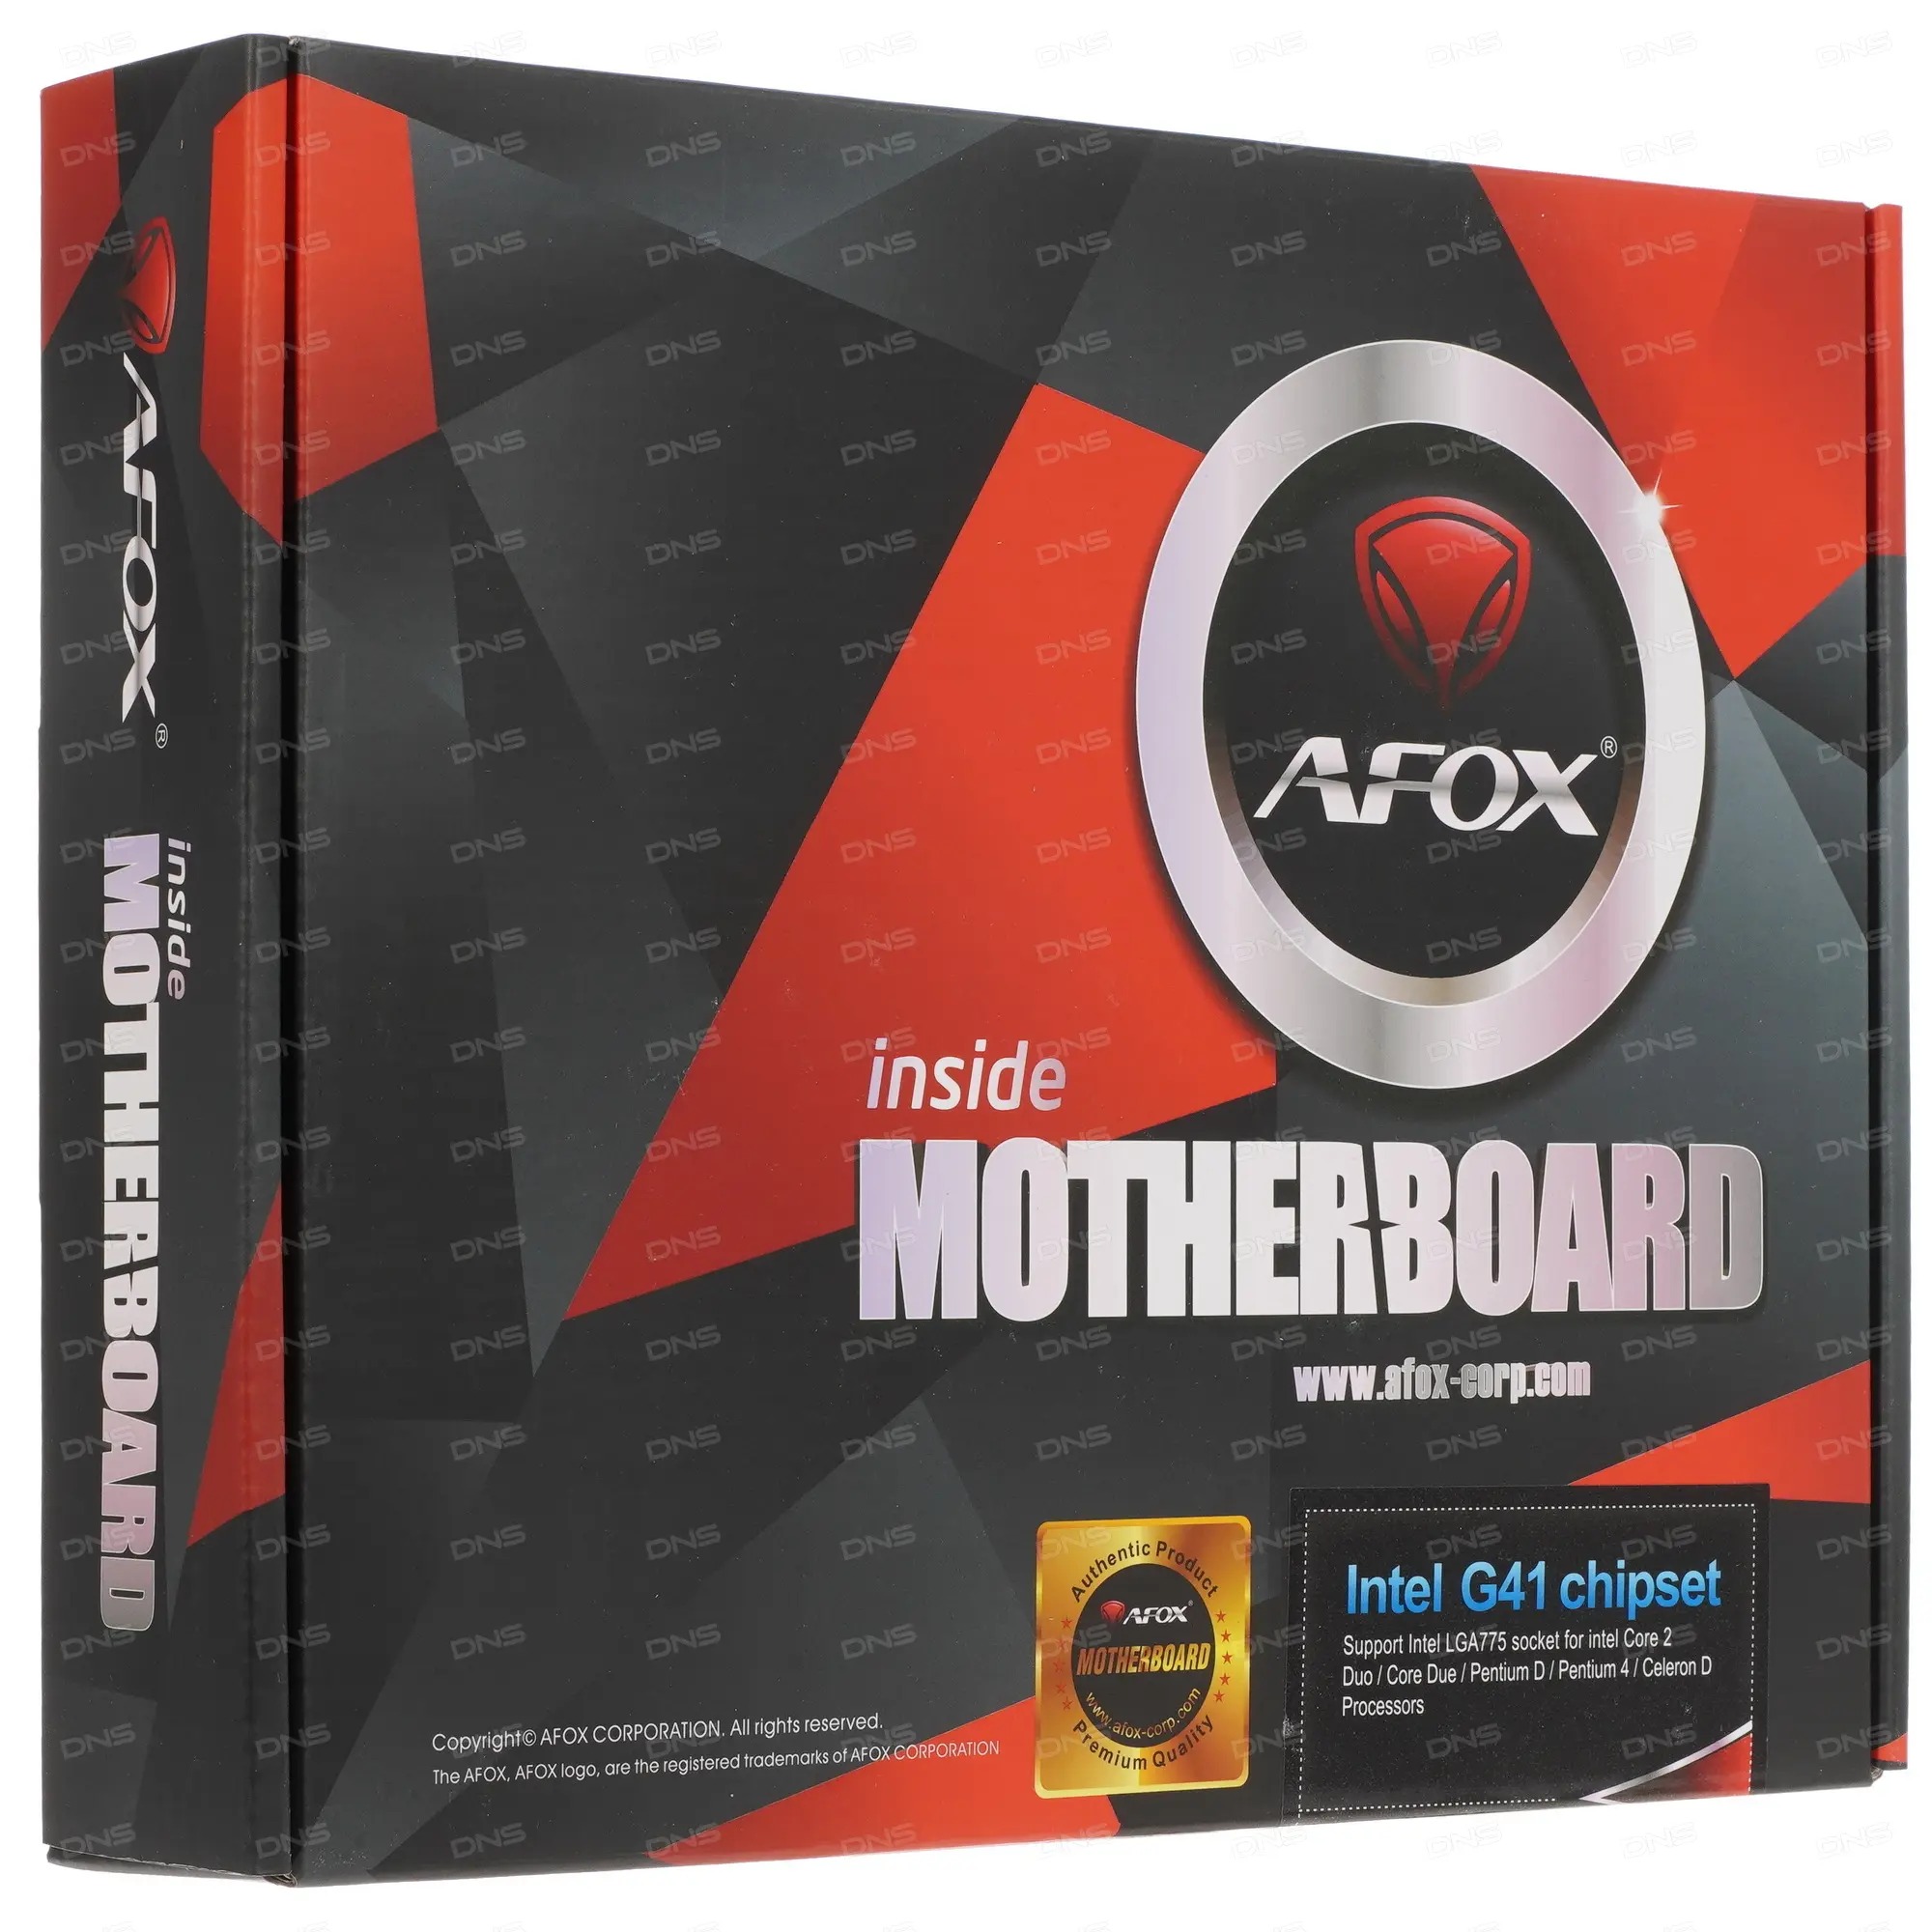 AFOX®
inside
MOTHERBOARD
AFOX®
inside
MOTHERBOARD
www.afox-corp.com
Authentic Product
AFOX®
MOTHERBOARD
www.afox-corp.com
Premium Quality
Intel G41 chipset
Support Intel LGA775 socket for intel Core 2
Duo / Core Due / Pentium D / Pentium 4 / Celeron D
Processors
Copyright© AFOX CORPORATION. All rights reserved.
The AFOX, AFOX logo, are the registered trademarks of AFOX CORPORATION
DNS